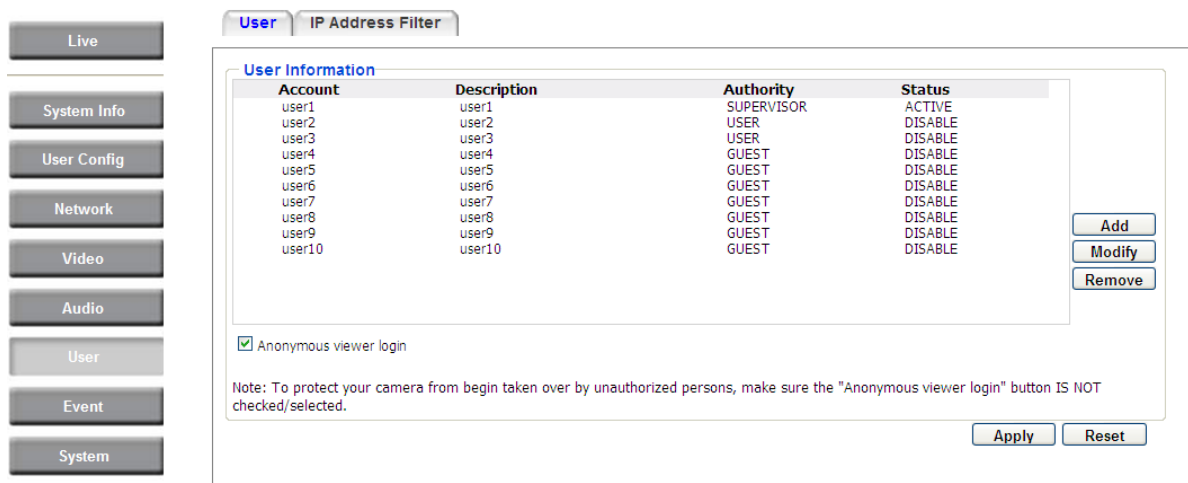 Live
System Info
User Config
Network
Video
Audio
User
Event
System
User IP Address Filter
User Information
Account Description Authority Status
user1 user1 SUPERVISOR ACTIVE
user2 user2 USER DISABLE
user3 user3 USER DISABLE
user4 user4 GUEST DISABLE
user5 user5 GUEST DISABLE
user6 user6 GUEST DISABLE
user7 user7 GUEST DISABLE
user8 user8 GUEST DISABLE
user9 user9 GUEST DISABLE
user10 user10 GUEST DISABLE
Add
Modify
Remove
Anonymous viewer login
Note: To protect your camera from begin taken over by unauthorized persons, make sure the "Anonymous viewer login" button IS NOT
checked/selected.
Apply Reset